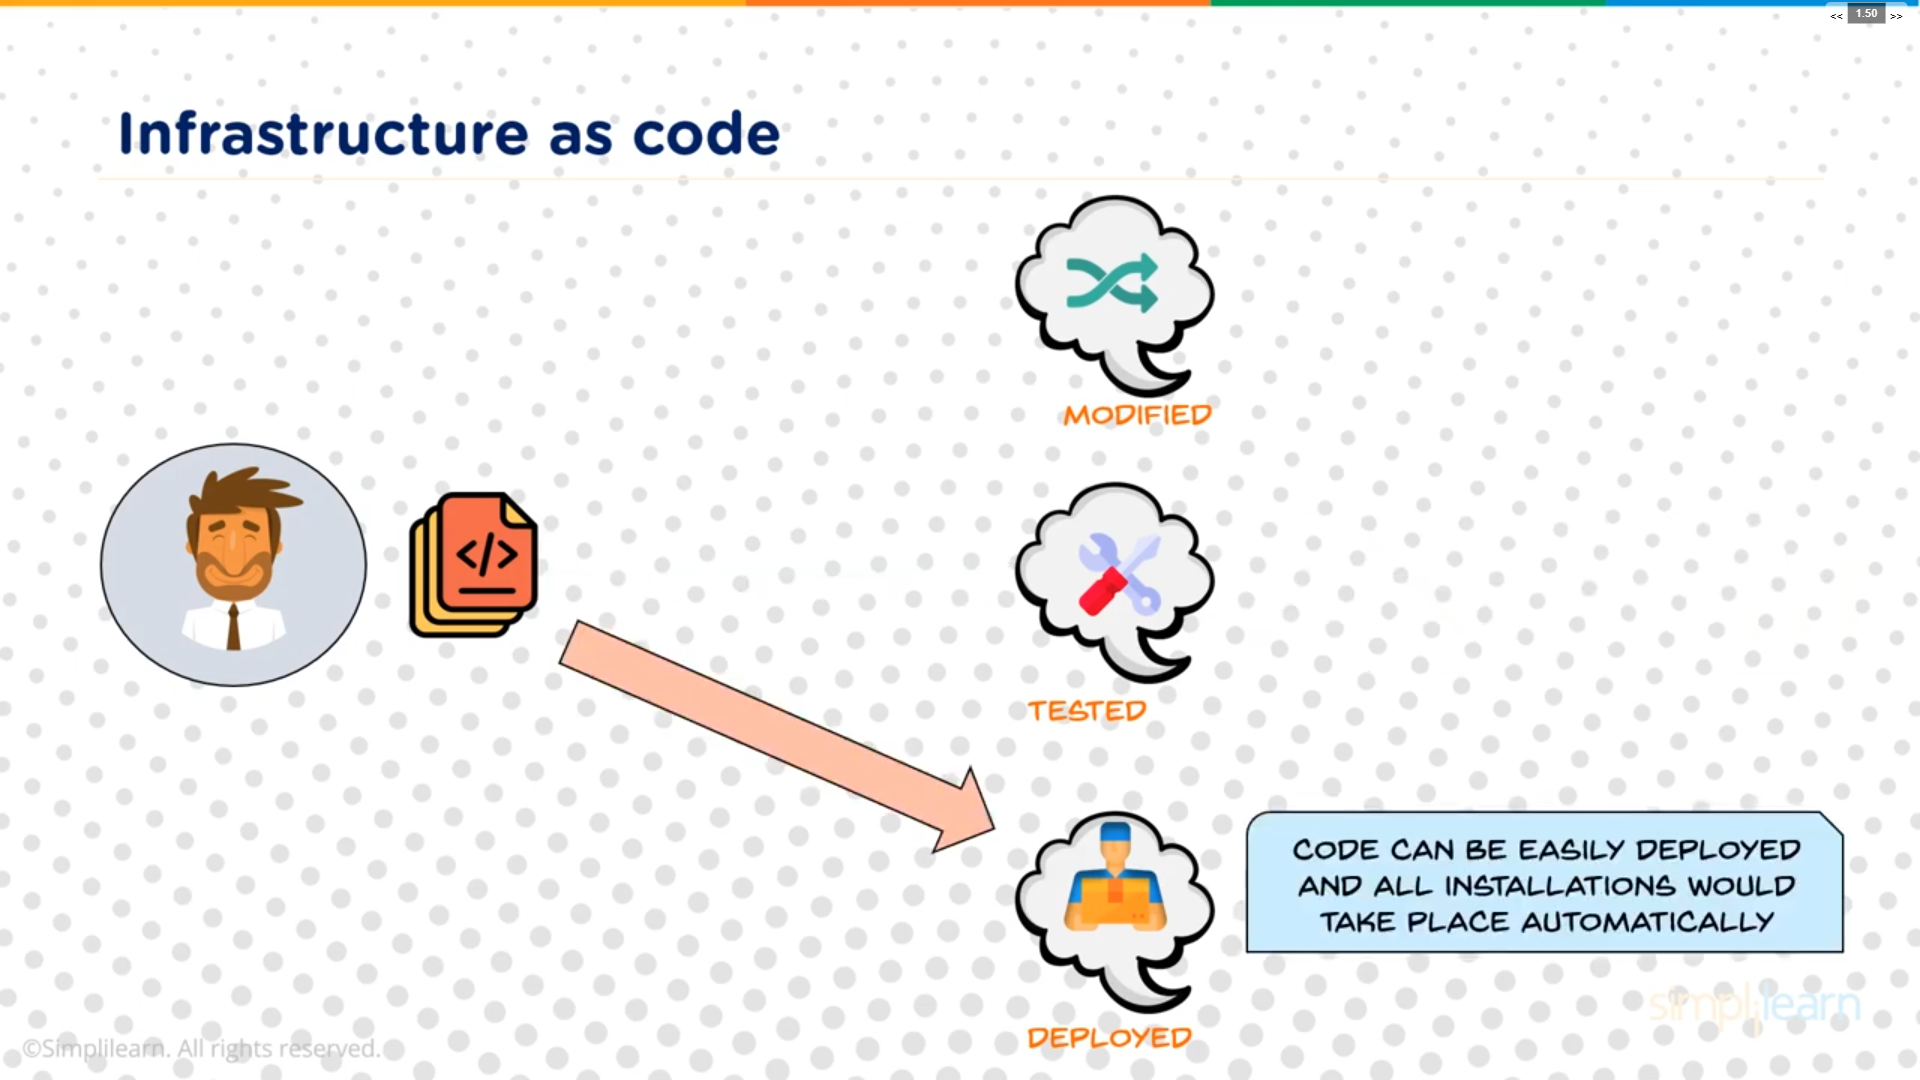 << 1.50 >>
Infrastructure as code
MODIFIED
</>
TESTED
CODE CAN BE EASILY DEPLOYED
AND ALL INSTALLATIONS WOULD
TAKE PLACE AUTOMATICALLY
simplilearn
DEPLOYED
©Simplilearn. All rights reserved.